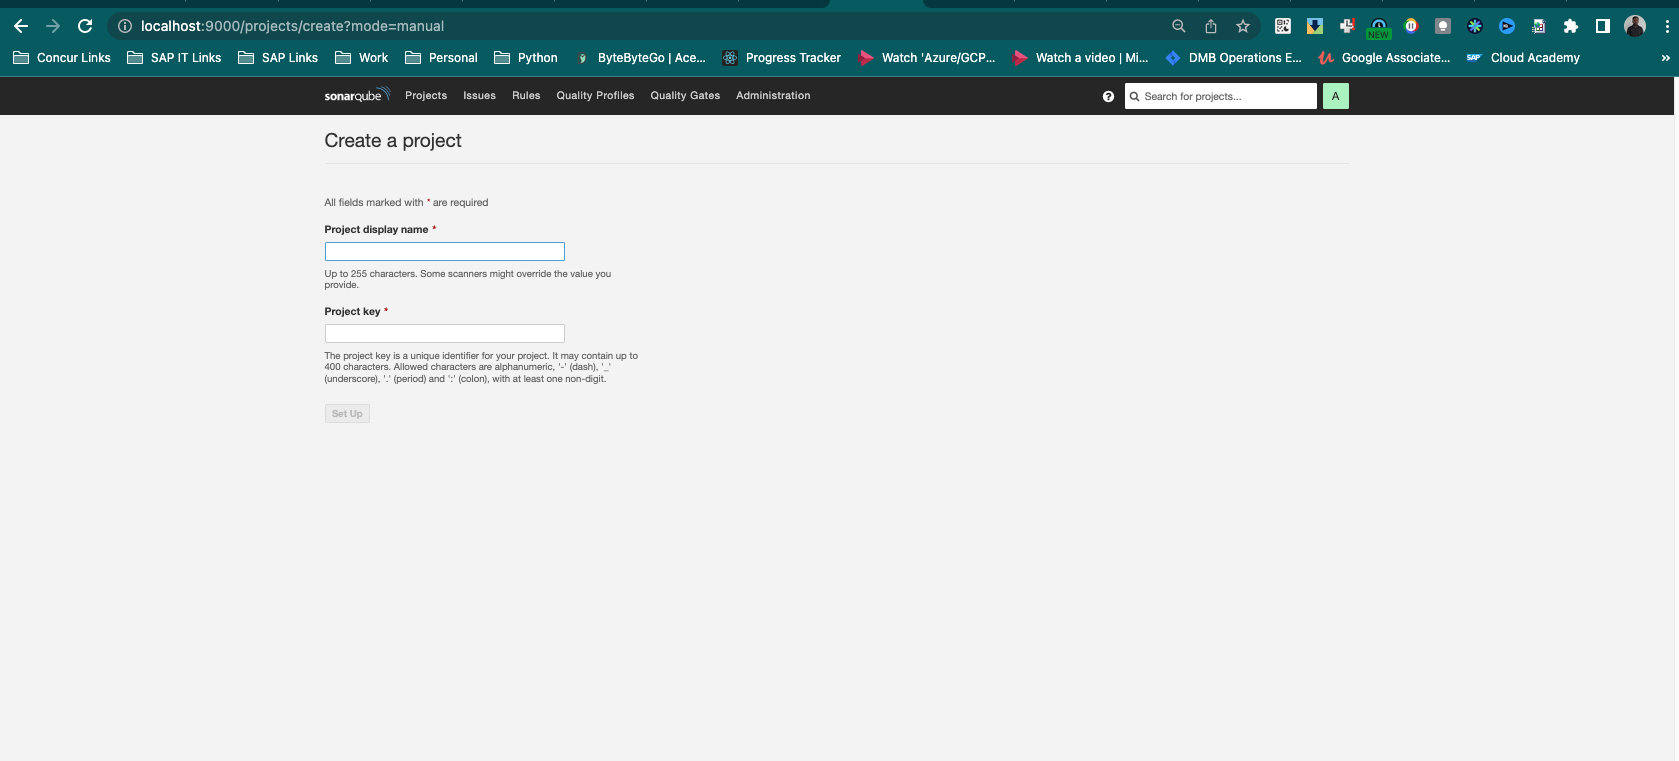 localhost:9000/projects/create?mode=manual
NEW
Concur Links SAP IT Links SAP Links Work Personal Python ByteByteGo | Ace... Progress Tracker Watch 'Azure/GCP... Watch a video | Mi... DMB Operations E... Google Associate... SAP Cloud Academy »
sonarqube Projects Issues Rules Quality Profiles Quality Gates Administration ? Search for projects... A
Create a project
All fields marked with * are required
Project display name *
Up to 255 characters. Some scanners might override the value you
provide.
Project key *
The project key is a unique identifier for your project. It may contain up to
400 characters. Allowed characters are alphanumeric, '-' (dash), '_'
(underscore), '.' (period) and ':' (colon), with at least one non-digit.
Set Up